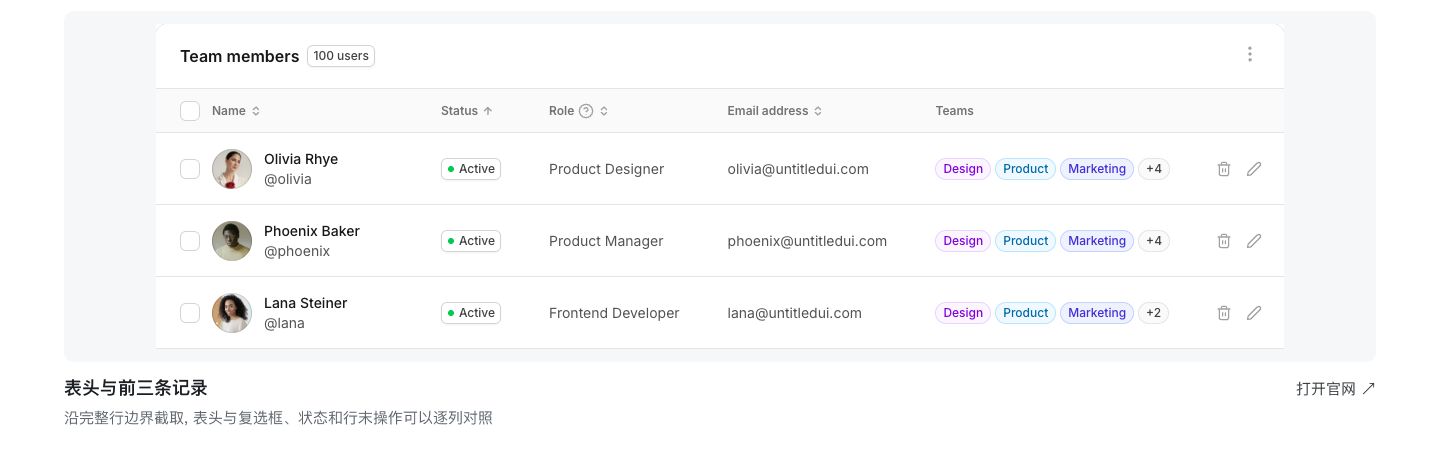 Team members 100 users
Name Status Role Email address Teams
Olivia Rhye
@olivia
Active Product Designer olivia@untitledui.com Design Product Marketing +4
Phoenix Baker
@phoenix
Active Product Manager phoenix@untitledui.com Design Product Marketing +4
Lana Steiner
@lana
Active Frontend Developer lana@untitledui.com Design Product Marketing +2
表头与前三条记录
打开官网 ↗
沿完整行边界截取, 表头与复选框、状态和行末操作可以逐列对照